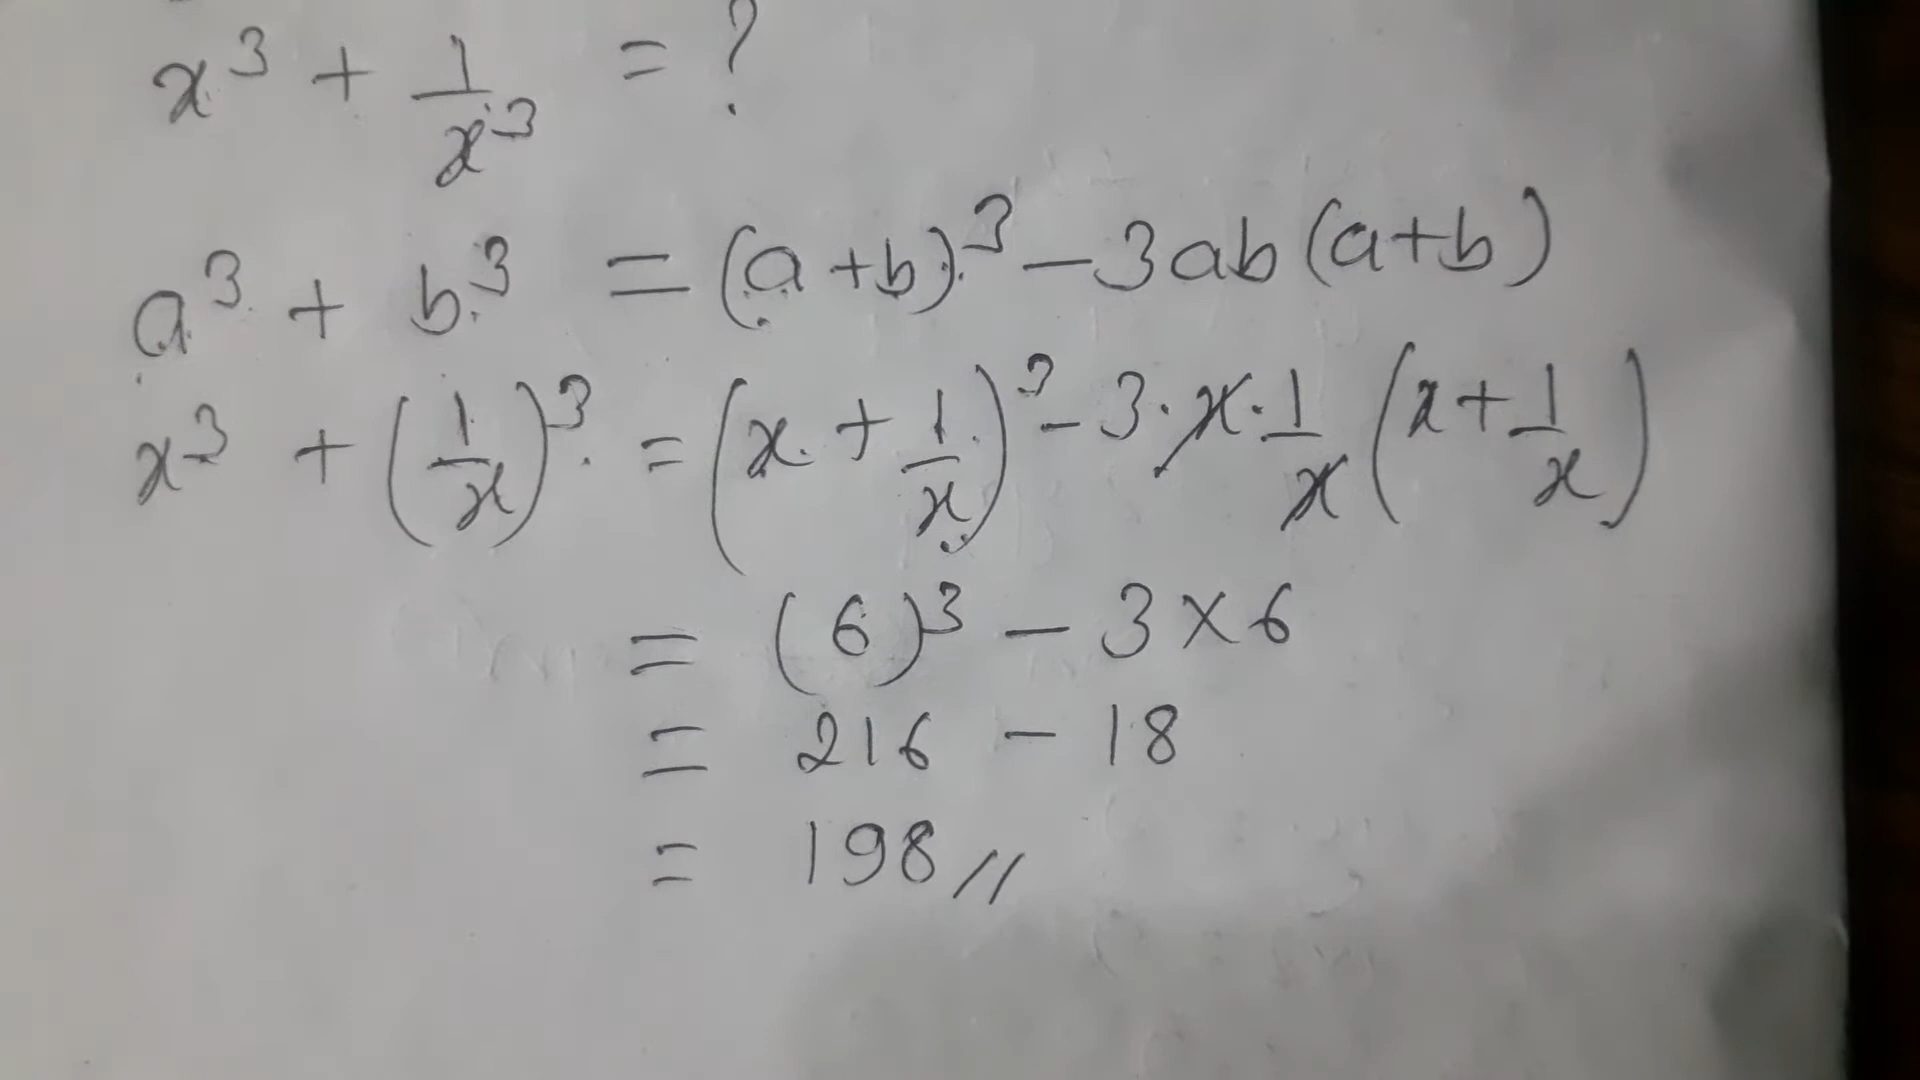 x³ + 1/x³ = ?
a³ + b³ = (a+b)³ - 3ab(a+b)
x³ + (1/x)³ = (x + 1/x)³ - 3·x·1/x (x + 1/x)
= (6)³ - 3×6
= 216 - 18
= 198//